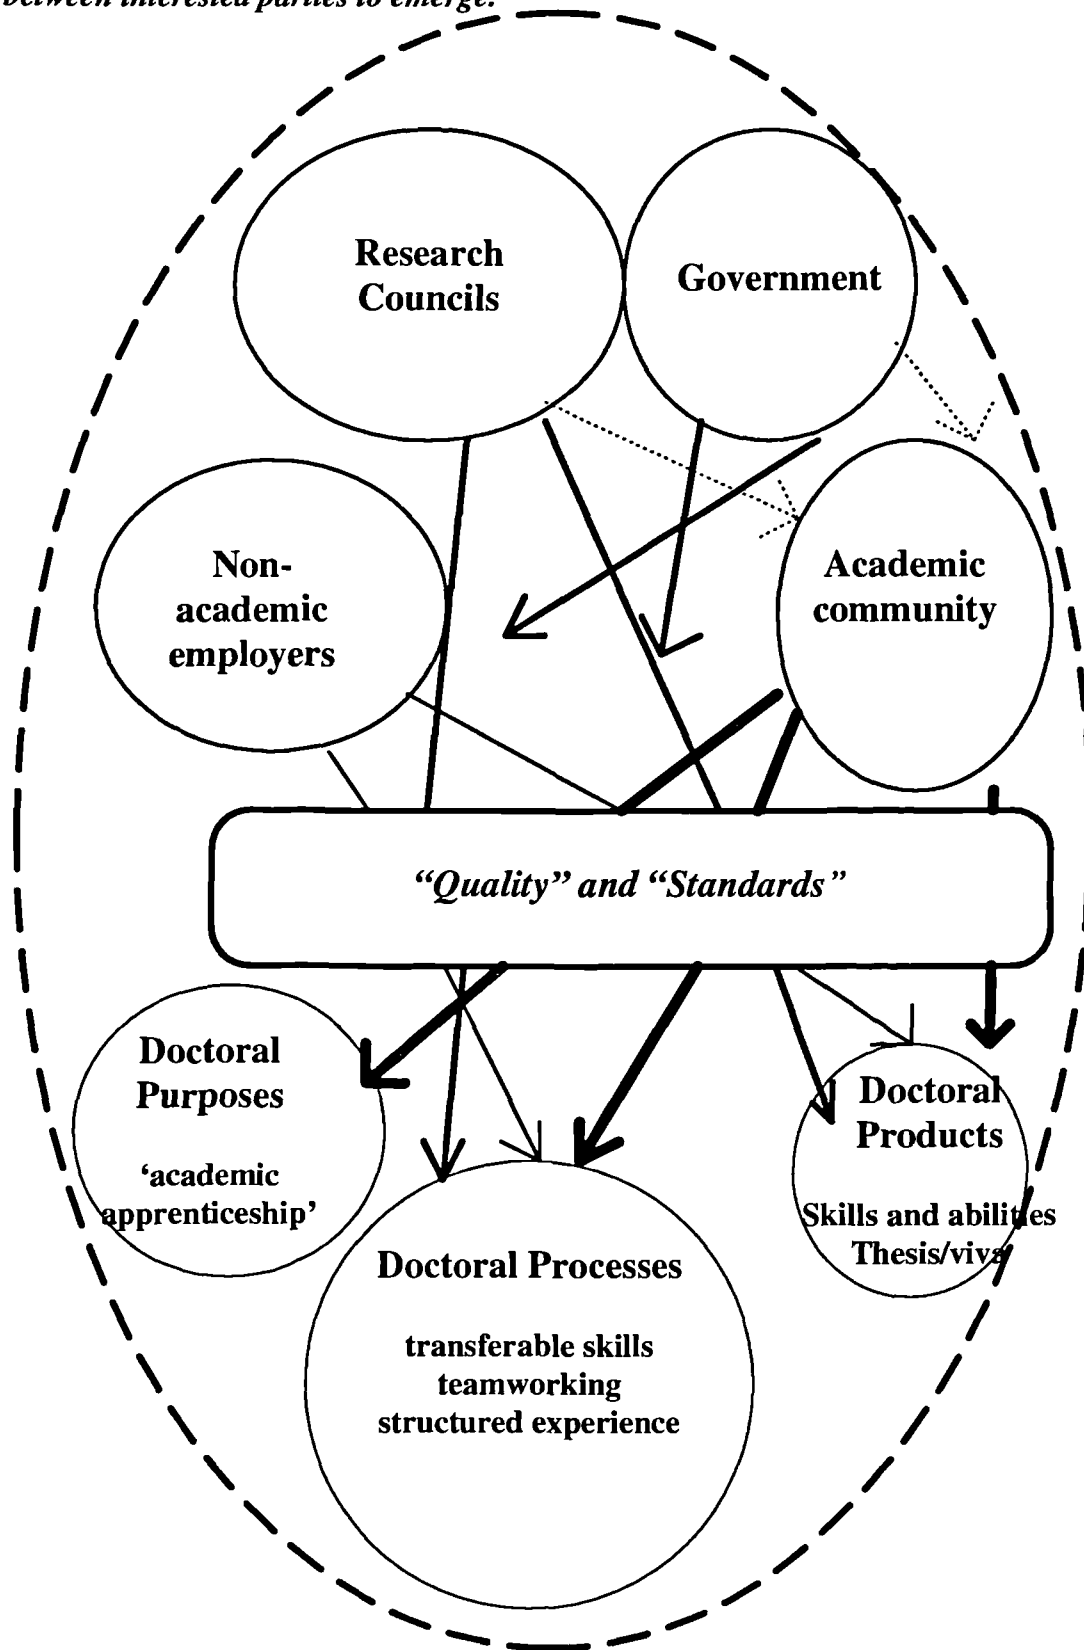 between interested parties to emerge.
Research
Councils
Government
Non-
academic
employers
Academic
community
“Quality” and “Standards”
Doctoral
Purposes
‘academic
apprenticeship’
Doctoral
Products
Skills and abilities
Thesis/viva
Doctoral Processes
transferable skills
teamworking
structured experience